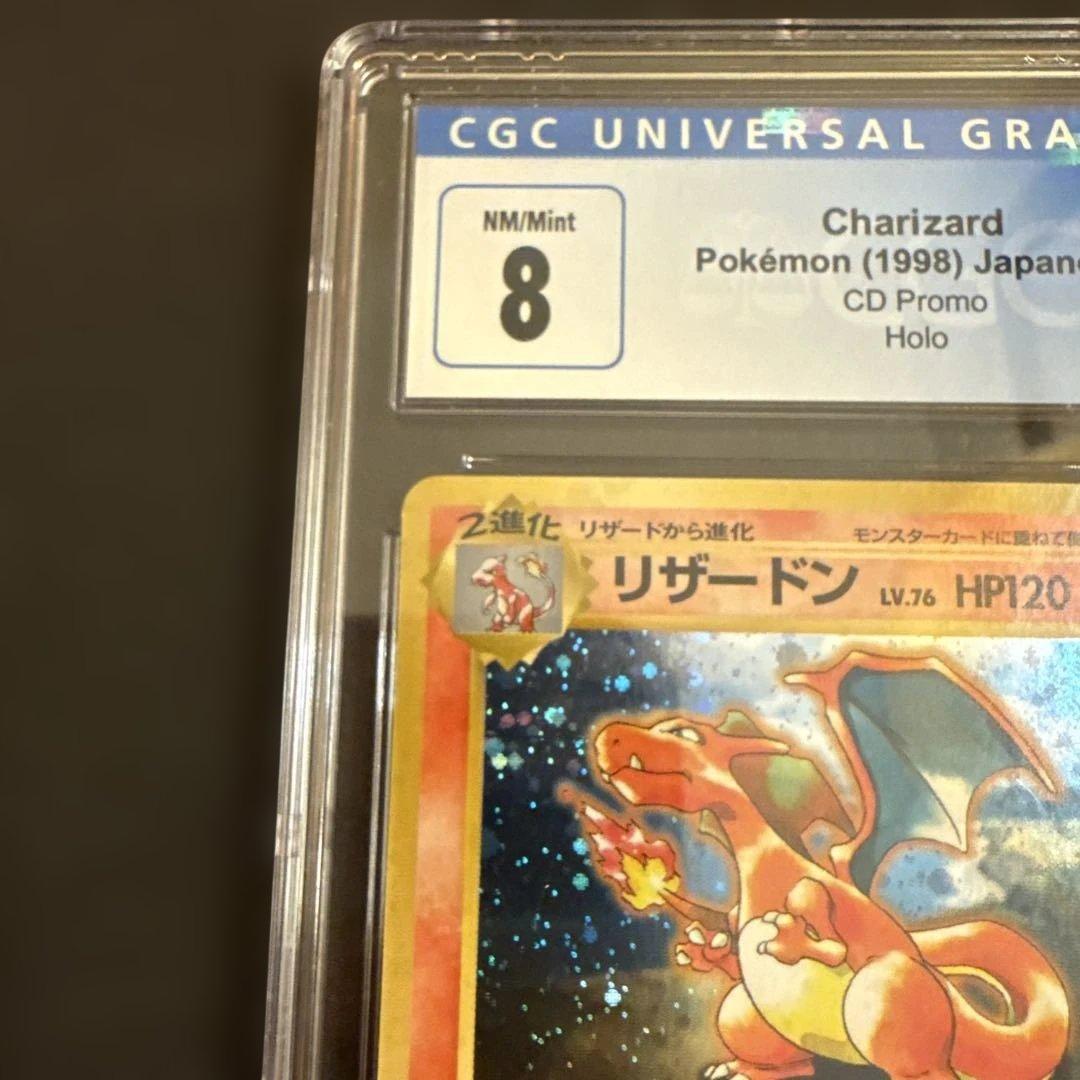 CGC UNIVERSAL GRA
NM/Mint
8
Charizard
Pokémon (1998) Japan
CD Promo
Holo
2進化 リザードから進化 モンスターカードに重ねて
リザードン LV.76 HP120